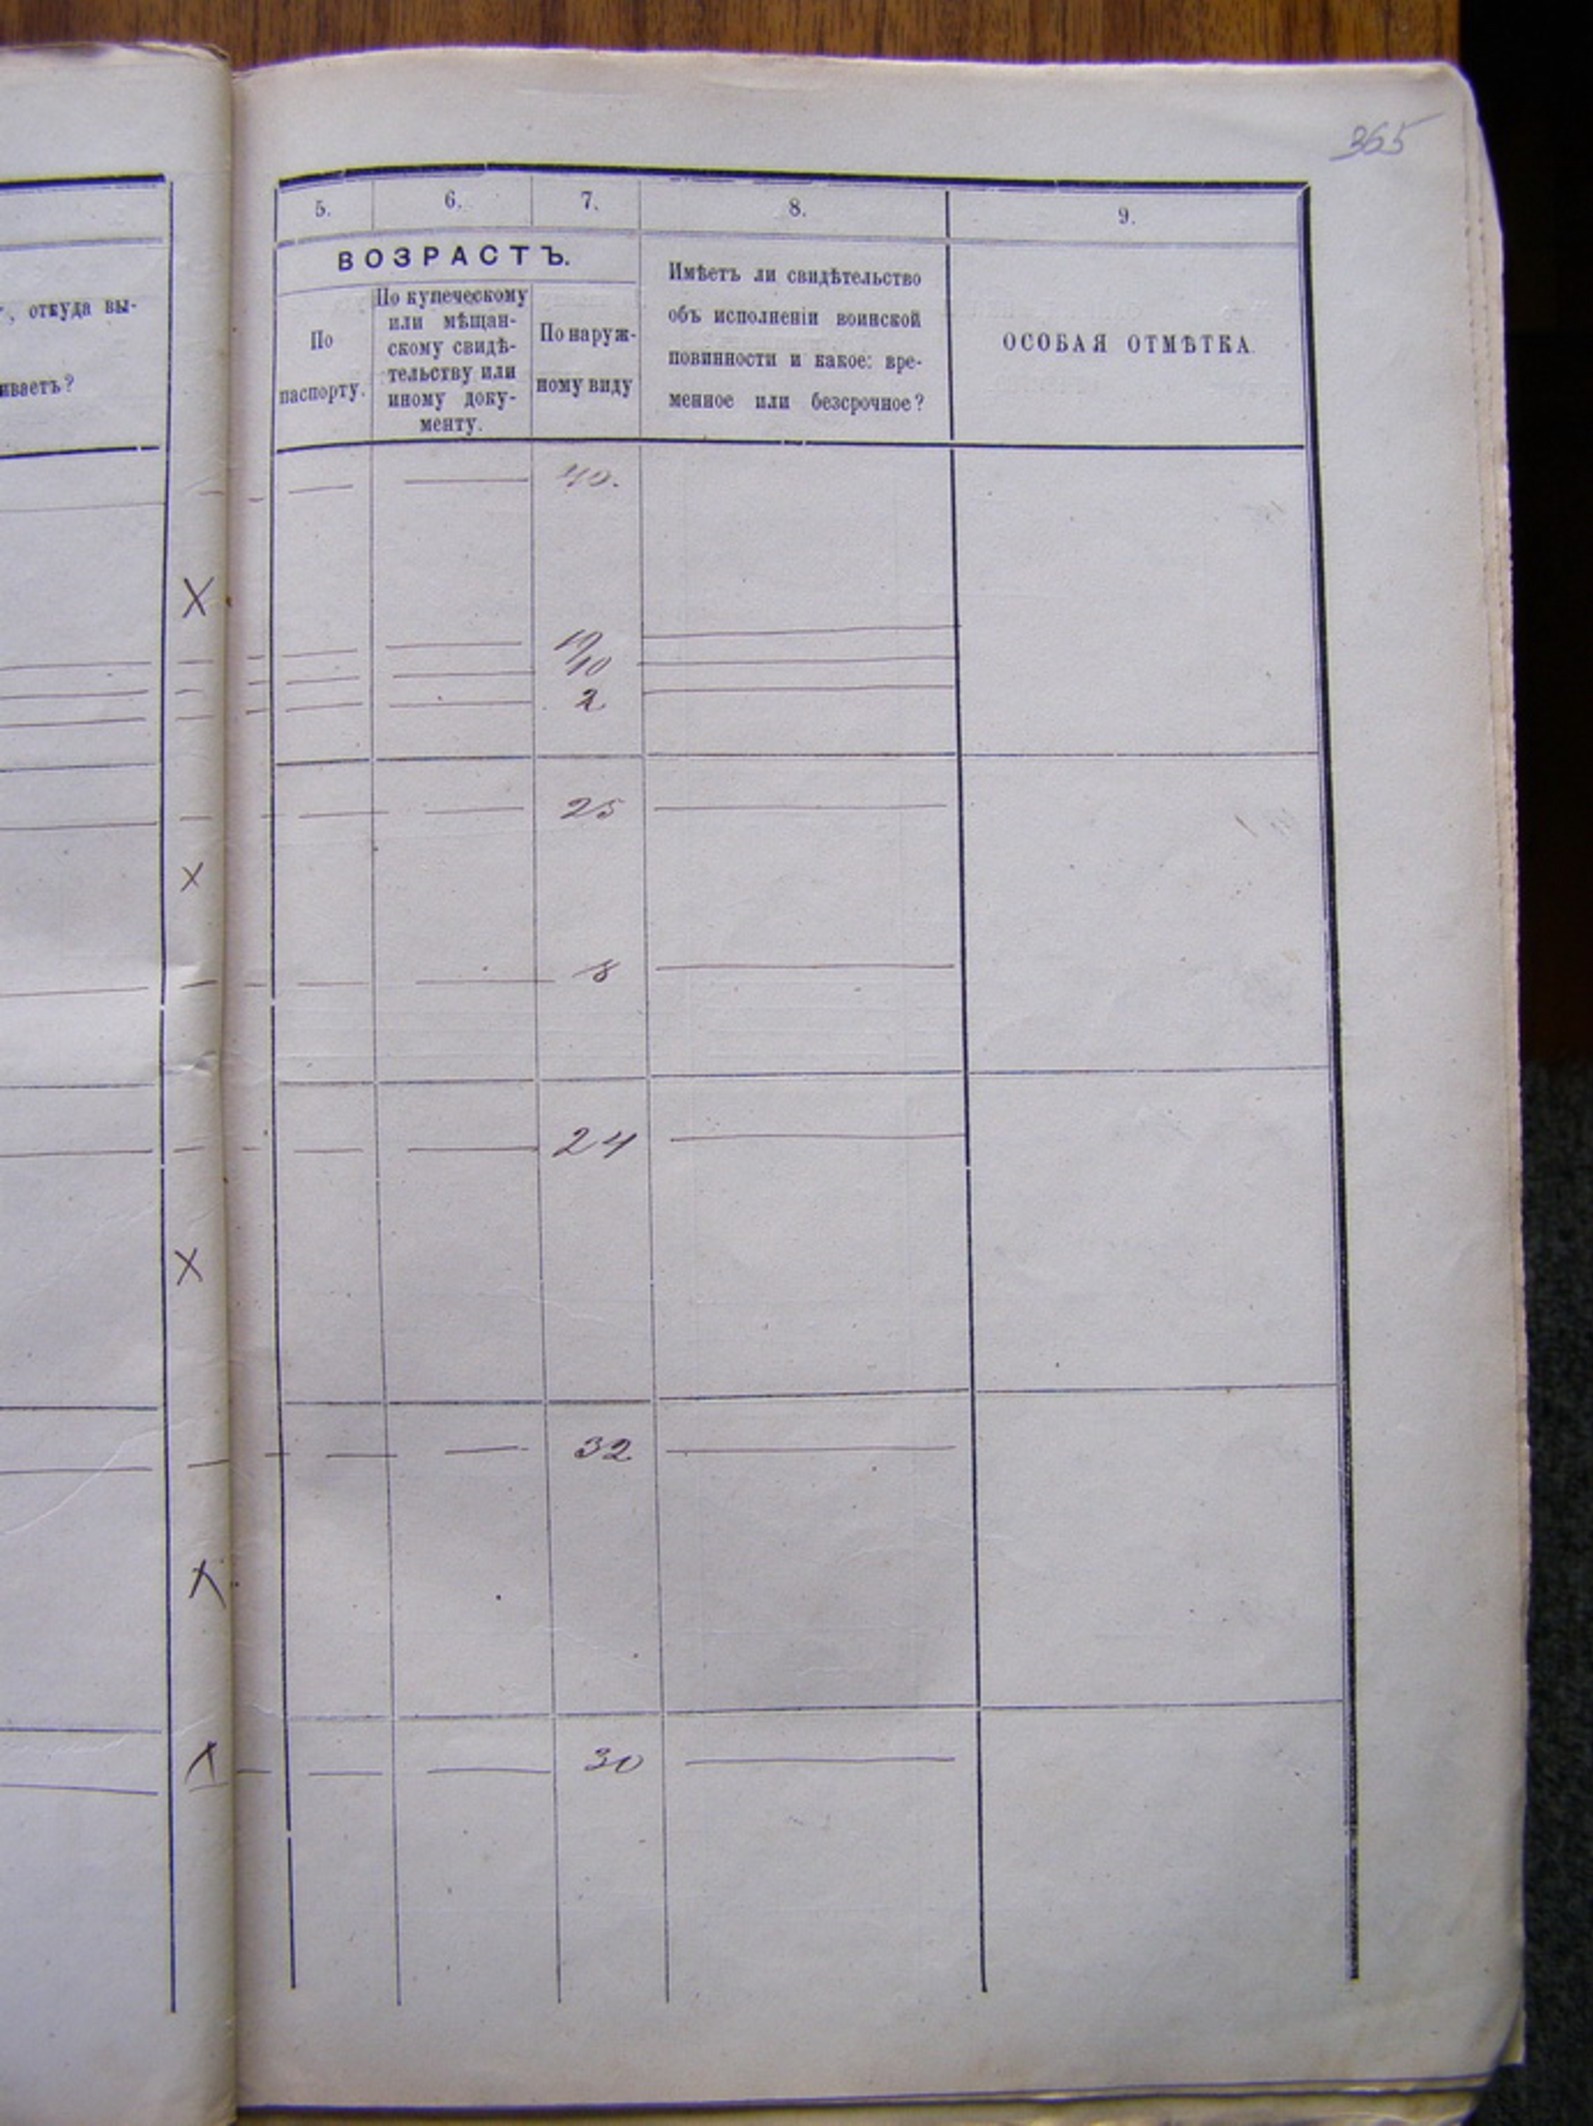 365
5. 6. 7. 8. 9.
ВОЗРАСТЪ.
, откуда вы-
иваетъ?
По
паспорту.
По купеческому
или мѣщан-
скому свидѣ-
тельству или
иному доку-
менту.
По наруж-
ному виду
Имѣетъ ли свидѣтельство
объ исполненіи воинской
повинности и какое: вре-
менное или безсрочное?
ОСОБАЯ ОТМѢТКА.
40.
X
10
2
25
X
8
24
X
32
X
30
X